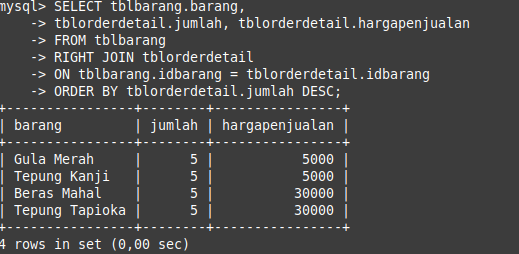 mysql> SELECT tblbarang.barang,
    -> tblorderdetail.jumlah, tblorderdetail.hargapenjualan
    -> FROM tblbarang
    -> RIGHT JOIN tblorderdetail
    -> ON tblbarang.idbarang = tblorderdetail.idbarang
    -> ORDER BY tblorderdetail.jumlah DESC;
+----------------+--------+----------------+
| barang         | jumlah | hargapenjualan |
+----------------+--------+----------------+
| Gula Merah     |      5 |           5000 |
| Tepung Kanji   |      5 |           5000 |
| Beras Mahal    |      5 |          30000 |
| Tepung Tapioka |      5 |          30000 |
+----------------+--------+----------------+
4 rows in set (0,00 sec)